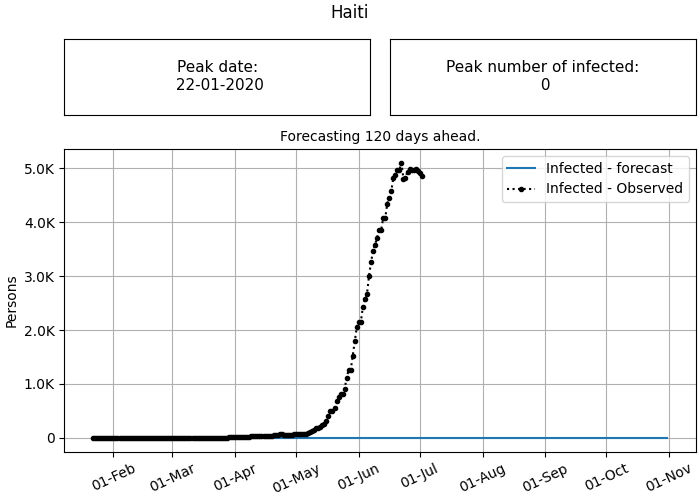 Haiti
Peak date:
22-01-2020
Peak number of infected:
0
Forecasting 120 days ahead.
Infected - forecast
Infected - Observed
5.0K
4.0K
3.0K
2.0K
1.0K
0
Persons
01-Feb
01-Mar
01-Apr
01-May
01-Jun
01-Jul
01-Aug
01-Sep
01-Oct
01-Nov